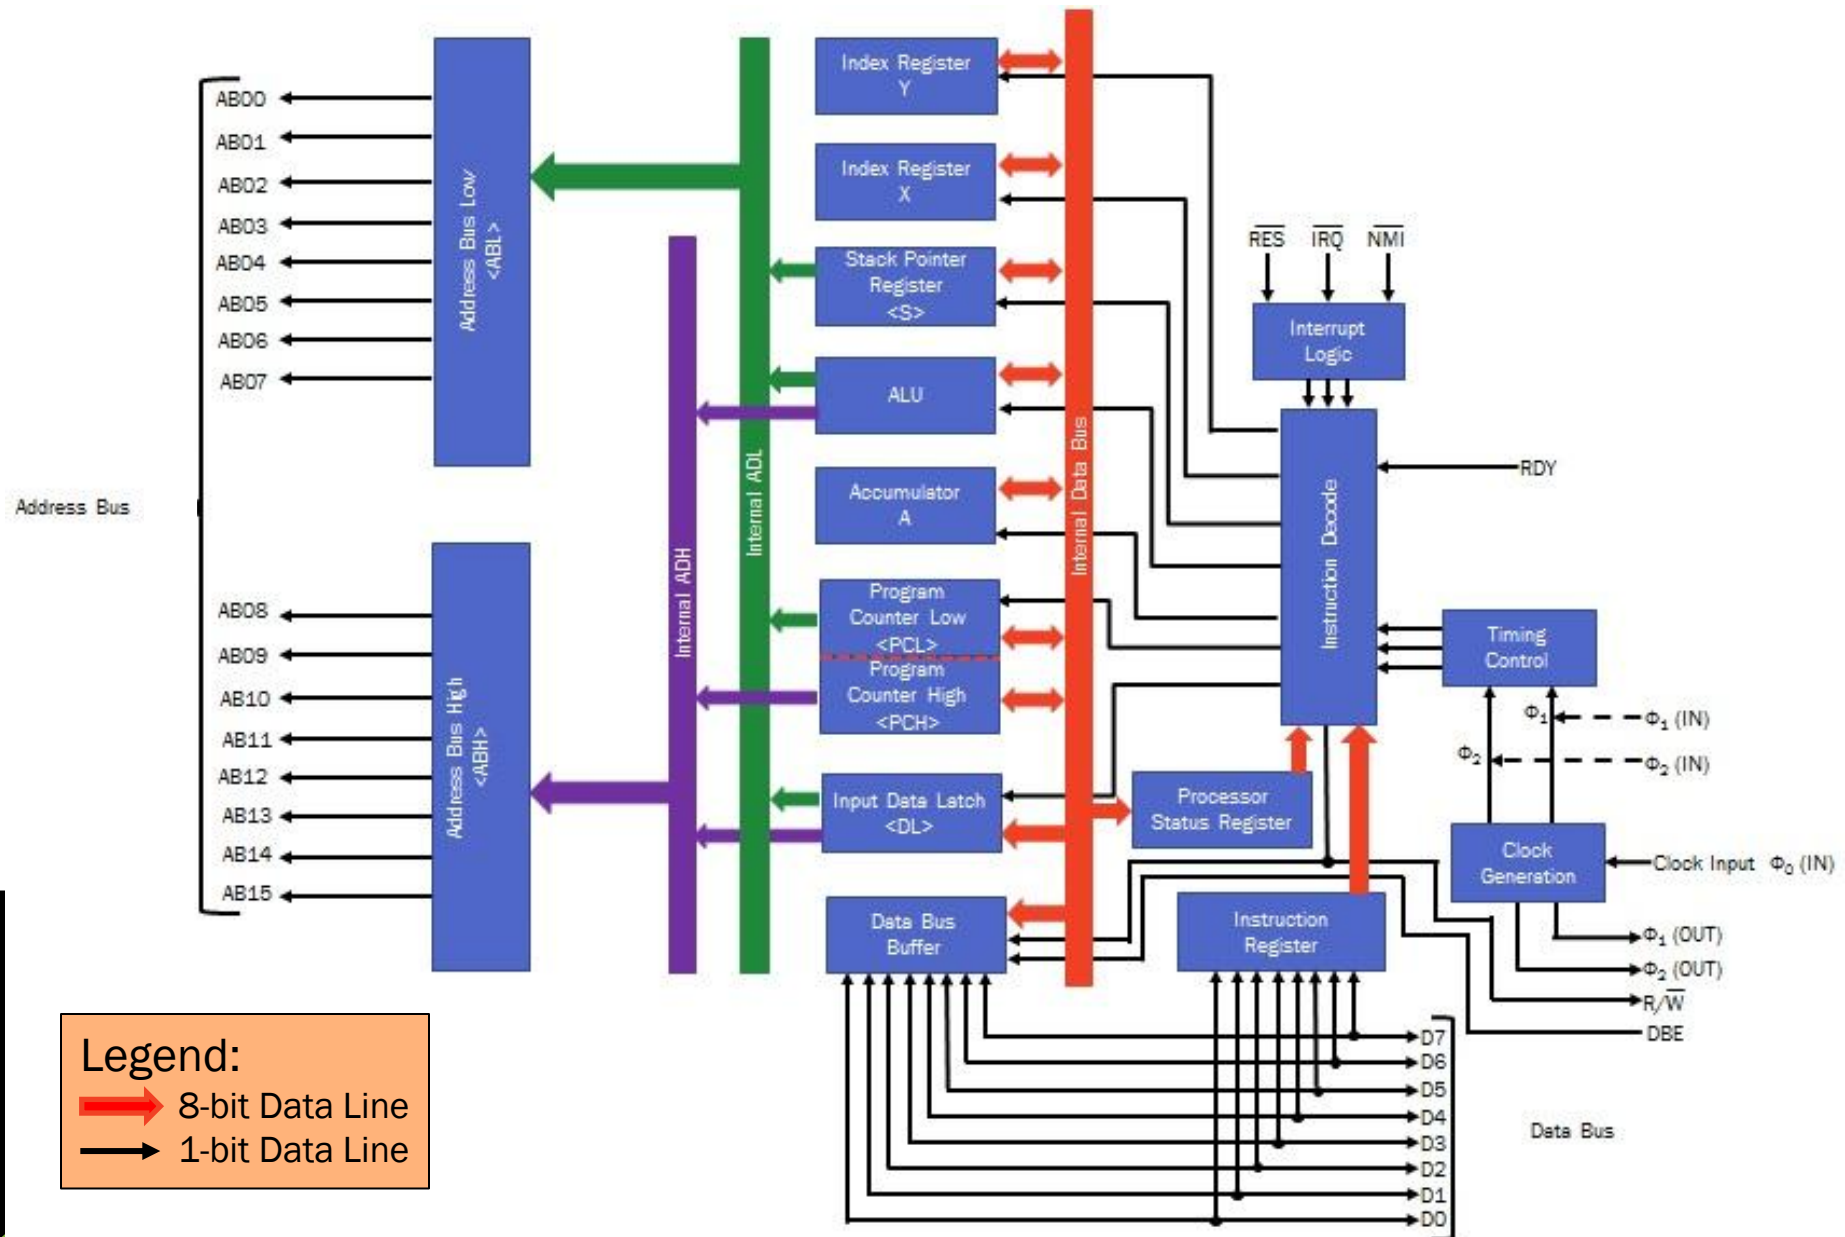 Address Bus
AB00
AB01
AB02
AB03
AB04
AB05
AB06
AB07
AB08
AB09
AB10
AB11
AB12
AB13
AB14
AB15
Address Bus Low
<ABL>
Address Bus High
<ABH>
Internal ADH
Internal ADL
Index Register
Y
Index Register
X
Stack Pointer
Register
<S>
ALU
Accumulator
A
Program
Counter Low
<PCL>
Program
Counter High
<PCH>
Input Data Latch
<DL>
Data Bus
Buffer
Internal Data Bus
R̅E̅S̅ I̅R̅Q̅ N̅M̅I̅
Interrupt
Logic
Instruction Decode
RDY
Timing
Control
Φ₁ Φ₁ (IN)
Φ₂ Φ₂ (IN)
Processor
Status Register
Clock
Generation
Clock Input Φ₀ (IN)
Instruction
Register
Φ₁ (OUT)
Φ₂ (OUT)
R/W̅
DBE
D7
D6
D5
D4
D3
D2
D1
D0
Data Bus
Legend:
8-bit Data Line
1-bit Data Line